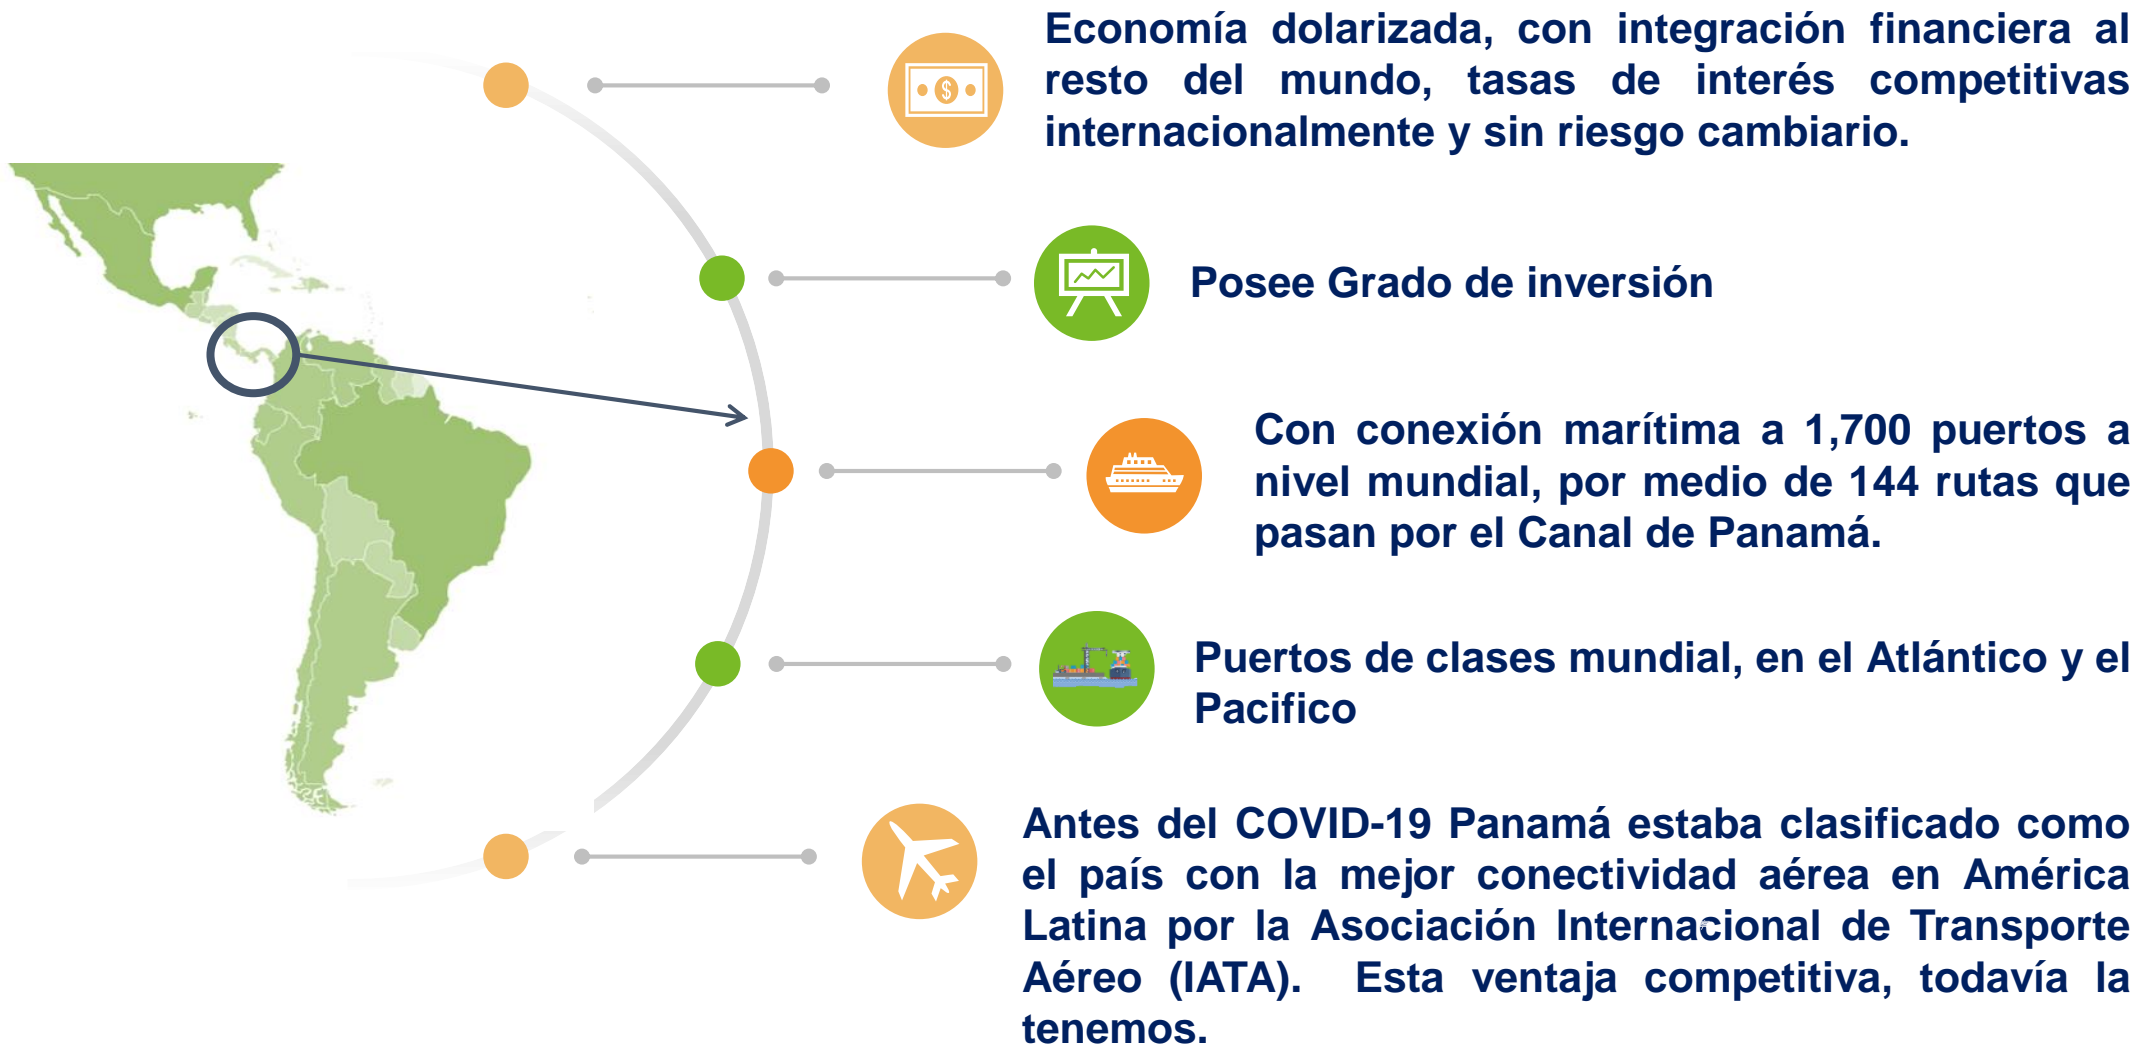 Economía dolarizada, con integración financiera al
resto del mundo, tasas de interés competitivas
internacionalmente y sin riesgo cambiario.
Posee Grado de inversión
Con conexión marítima a 1,700 puertos a
nivel mundial, por medio de 144 rutas que
pasan por el Canal de Panamá.
Puertos de clases mundial, en el Atlántico y el
Pacifico
Antes del COVID-19 Panamá estaba clasificado como
el país con la mejor conectividad aérea en América
Latina por la Asociación Internacional de Transporte
Aéreo (IATA). Esta ventaja competitiva, todavía la
tenemos.